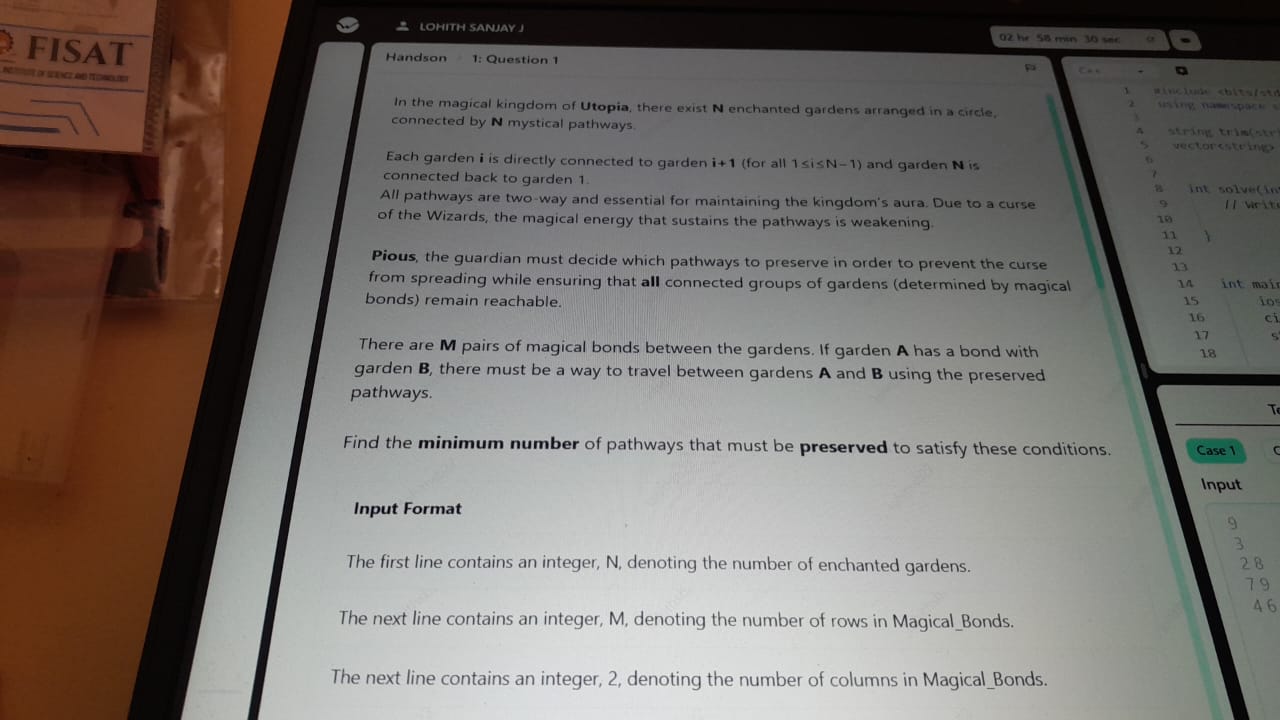 FISAT
INSTITUTE OF SCIENCE AND TECHNOLOGY
LOHITH SANJAY J
02 hr 58 min 30 sec
Handson 1: Question 1
In the magical kingdom of Utopia, there exist N enchanted gardens arranged in a circle,
connected by N mystical pathways.
Each garden i is directly connected to garden i+1 (for all 1≤i≤N−1) and garden N is
connected back to garden 1.
All pathways are two-way and essential for maintaining the kingdom's aura. Due to a curse
of the Wizards, the magical energy that sustains the pathways is weakening.
Pious, the guardian must decide which pathways to preserve in order to prevent the curse
from spreading while ensuring that all connected groups of gardens (determined by magical
bonds) remain reachable.
There are M pairs of magical bonds between the gardens. If garden A has a bond with
garden B, there must be a way to travel between gardens A and B using the preserved
pathways.
Find the minimum number of pathways that must be preserved to satisfy these conditions.
Input Format
The first line contains an integer, N, denoting the number of enchanted gardens.
The next line contains an integer, M, denoting the number of rows in Magical_Bonds.
The next line contains an integer, 2, denoting the number of columns in Magical_Bonds.
1 #include <bits/std
2 using namespace s
3
4 string trim(str
5 vector<string>
6
7
8 int solve(in
9 // Writ
10
11 }
12
13
14 int mai
15 ios
16 ci
17 s
18
Te
Case 1 C
Input
9
3
2 8
7 9
4 6